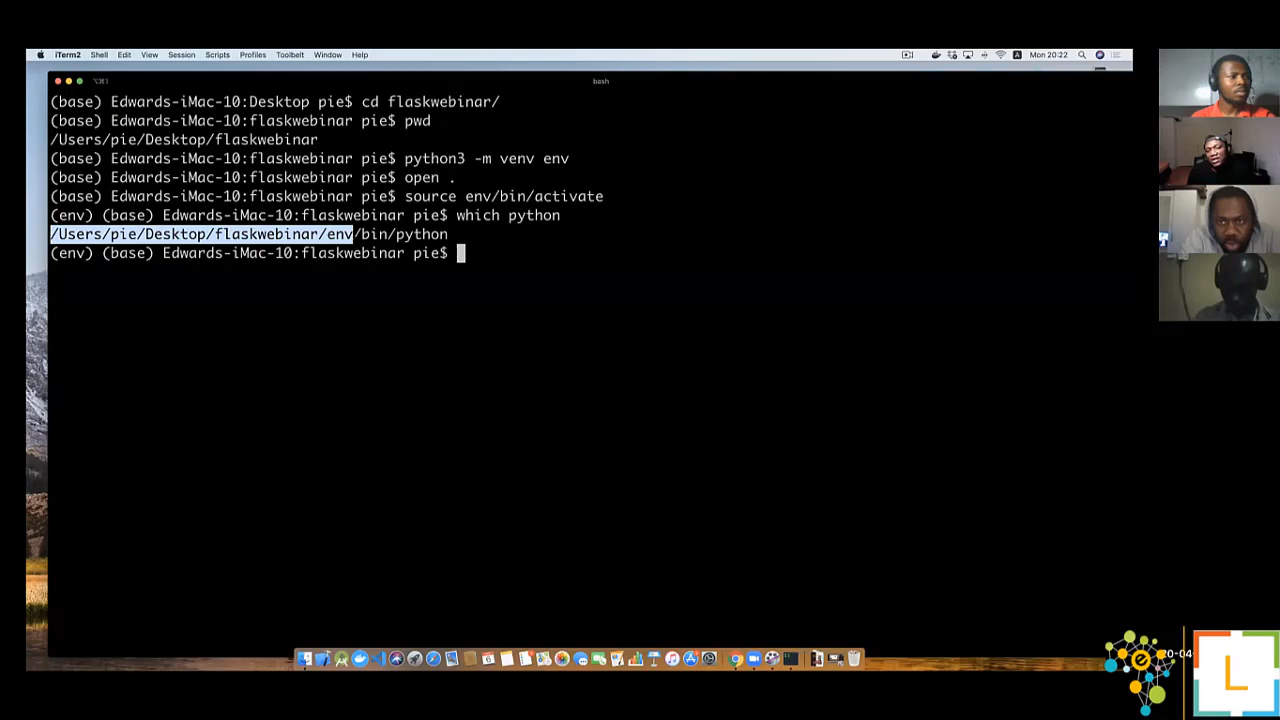 iTerm2 Shell Edit View Session Scripts Profiles Toolbelt Window Help
Mon 20:22
⌥⌘1
bash
(base) Edwards-iMac-10:Desktop pie$ cd flaskwebinar/
(base) Edwards-iMac-10:flaskwebinar pie$ pwd
/Users/pie/Desktop/flaskwebinar
(base) Edwards-iMac-10:flaskwebinar pie$ python3 -m venv env
(base) Edwards-iMac-10:flaskwebinar pie$ open .
(base) Edwards-iMac-10:flaskwebinar pie$ source env/bin/activate
(env) (base) Edwards-iMac-10:flaskwebinar pie$ which python
/Users/pie/Desktop/flaskwebinar/env/bin/python
(env) (base) Edwards-iMac-10:flaskwebinar pie$
20-04
L